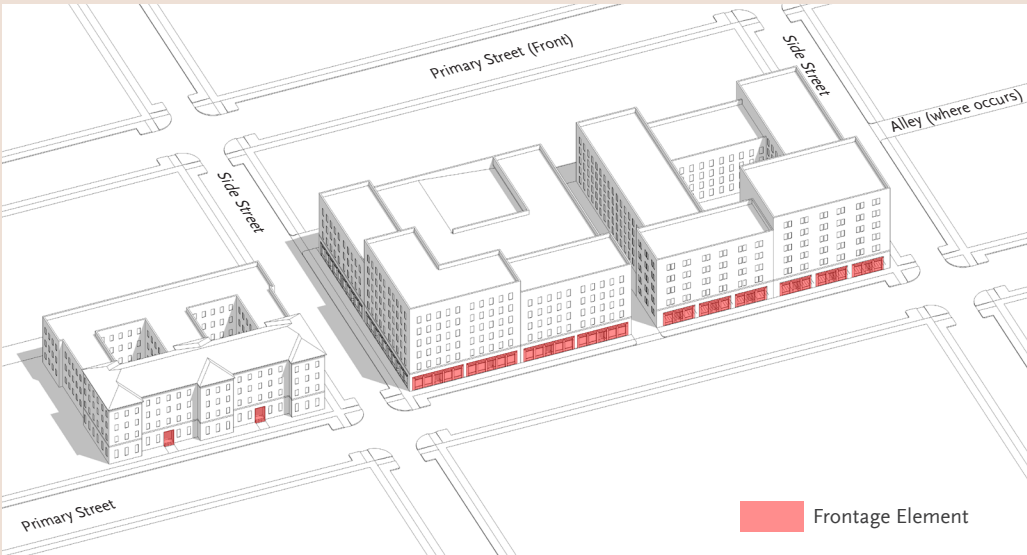 Primary Street (Front)
Side Street
Alley (where occurs)
Side Street
Primary Street
Frontage Element